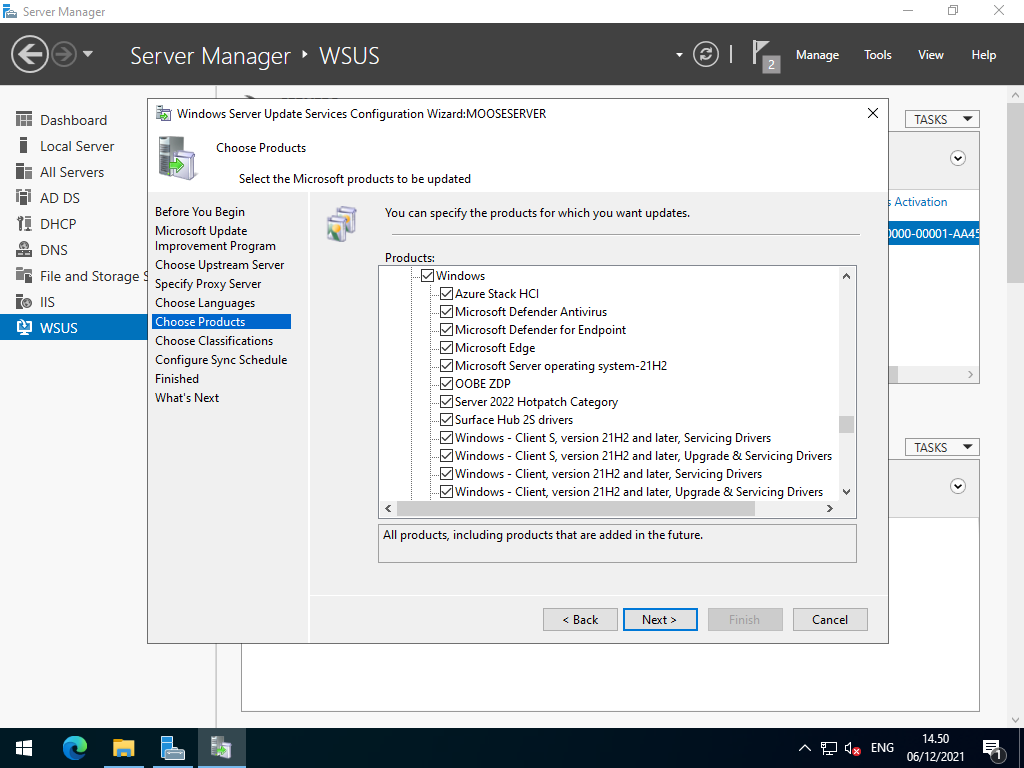 Server Manager
Server Manager ‣ WSUS
2
Manage
Tools
View
Help
Dashboard
Local Server
All Servers
AD DS
DHCP
DNS
File and Storage S
IIS
WSUS
TASKS
Activation
0000-00001-AA45
TASKS
Windows Server Update Services Configuration Wizard:MOOSESERVER
Choose Products
Select the Microsoft products to be updated
Before You Begin
Microsoft Update
Improvement Program
Choose Upstream Server
Specify Proxy Server
Choose Languages
Choose Products
Choose Classifications
Configure Sync Schedule
Finished
What's Next
You can specify the products for which you want updates.
Products:
Windows
Azure Stack HCI
Microsoft Defender Antivirus
Microsoft Defender for Endpoint
Microsoft Edge
Microsoft Server operating system-21H2
OOBE ZDP
Server 2022 Hotpatch Category
Surface Hub 2S drivers
Windows - Client S, version 21H2 and later, Servicing Drivers
Windows - Client S, version 21H2 and later, Upgrade & Servicing Drivers
Windows - Client, version 21H2 and later, Servicing Drivers
Windows - Client, version 21H2 and later, Upgrade & Servicing Drivers
All products, including products that are added in the future.
< Back
Next >
Finish
Cancel
ENG
14.50
06/12/2021
1